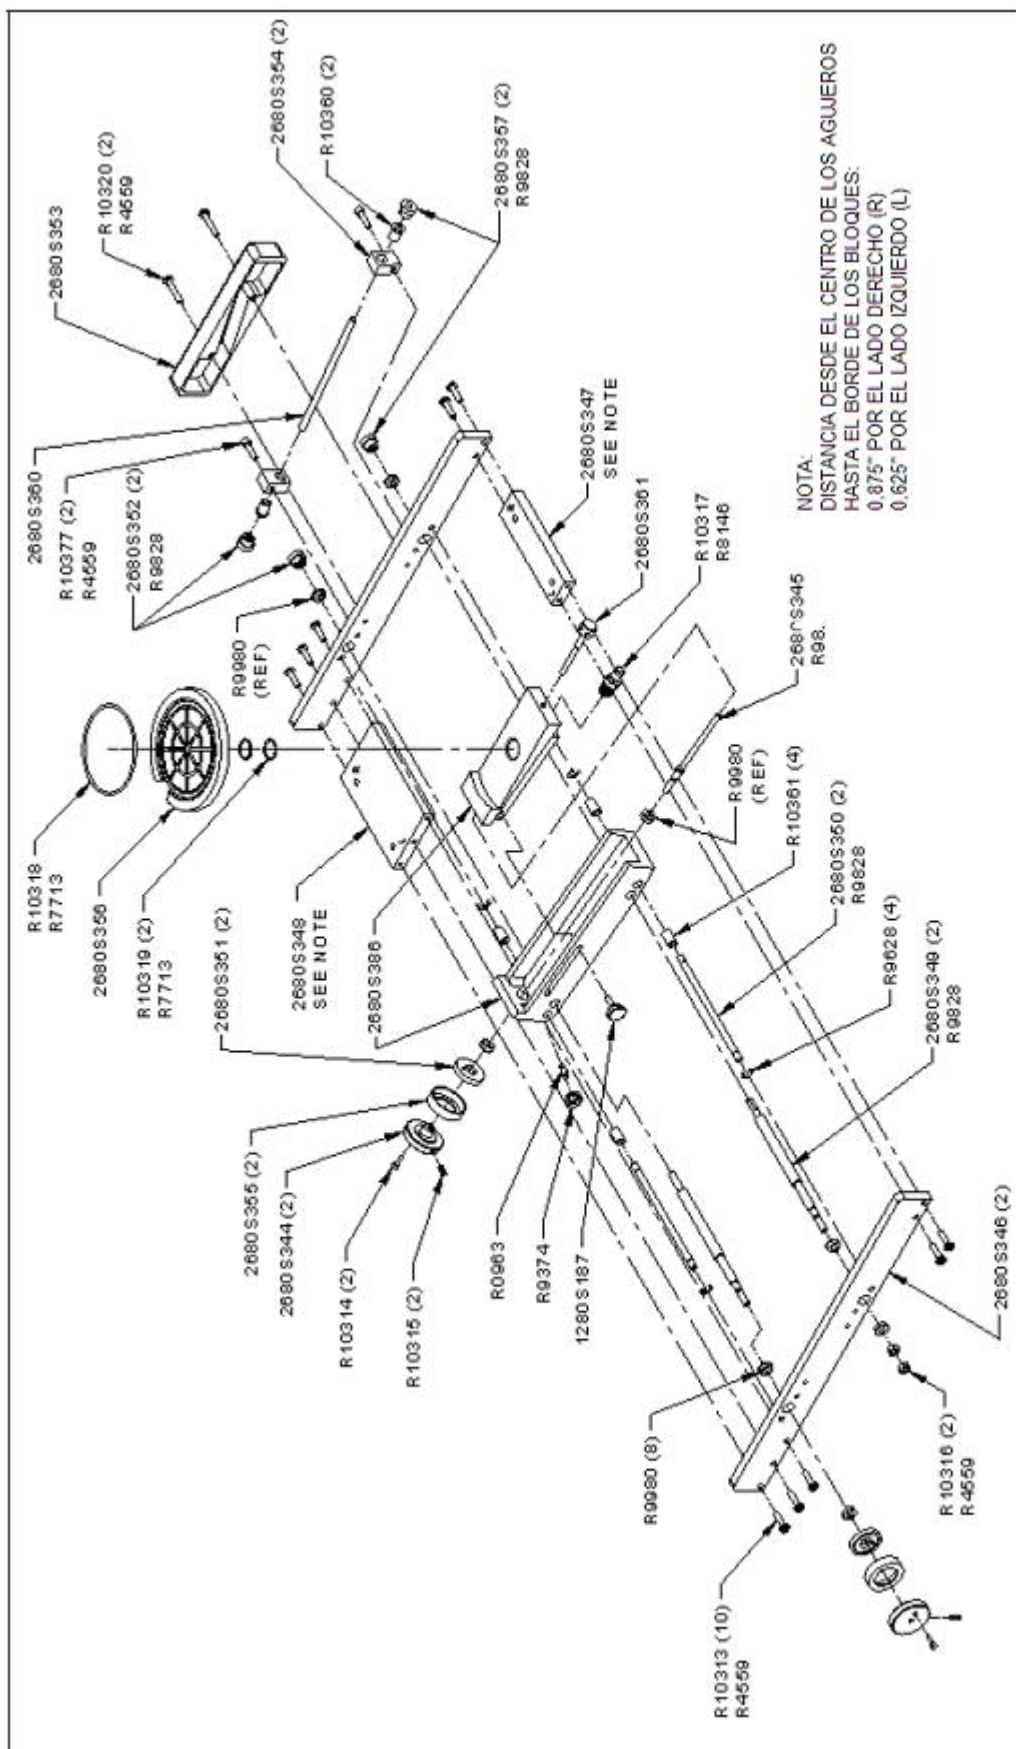 2680S353
R10320 (2)
R4559
2680S354 (2)
R10360 (2)
2680S357 (2)
R9828
2680S360
R10377 (2)
R4559
2680S352 (2)
R9828
R9980
(REF)
R10318
R7713
2680S356
R10319 (2)
R7713
2680S351 (2)
2680S348
SEE NOTE
2680S386
2680S347
SEE NOTE
2680S361
R10317
R8146
2680S345
R9980
(REF)
R10361 (4)
2680S350 (2)
R9828
R9628 (4)
2680S349 (2)
R9828
2680S355 (2)
2680S344 (2)
R10314 (2)
R10315 (2)
R0963
R9374
1280S187
R9980 (8)
2680S346 (2)
R10316 (2)
R4559
R10313 (10)
R4559
NOTA:
DISTANCIA DESDE EL CENTRO DE LOS AGUJEROS
HASTA EL BORDE DE LOS BLOQUES:
0,875" POR EL LADO DERECHO (R)
0,625" POR EL LADO IZQUIERDO (L)